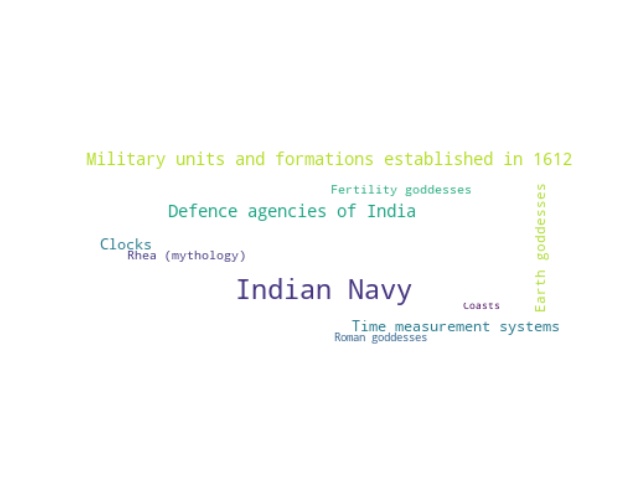 Military units and formations established in 1612
Fertility goddesses
Earth goddesses
Defence agencies of India
Clocks
Rhea (mythology)
Indian Navy
Coasts
Time measurement systems
Roman goddesses